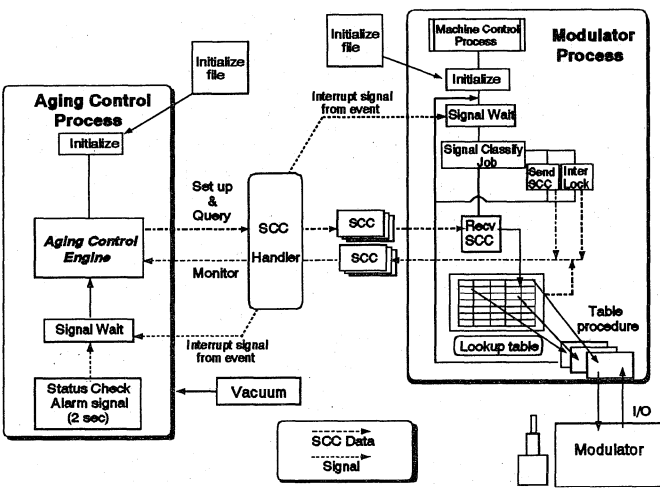 Initialize
file
Aging Control
Process
Initialize
Aging Control
Engine
Signal Wait
Status Check
Alarm signal
(2 sec)
Vacuum
Set up
&
Query
Monitor
Interrupt signal
from event
SCC
Handler
Interrupt signal
from event
SCC
SCC
Initialize
file
Machine Control
Process
Modulator
Process
Initialize
Signal Wait
Signal Classify
Job
Send
SCC
Inter
Lock
Recv
SCC
Lookup table
Table
procedure
I/O
Modulator
SCC Data
Signal